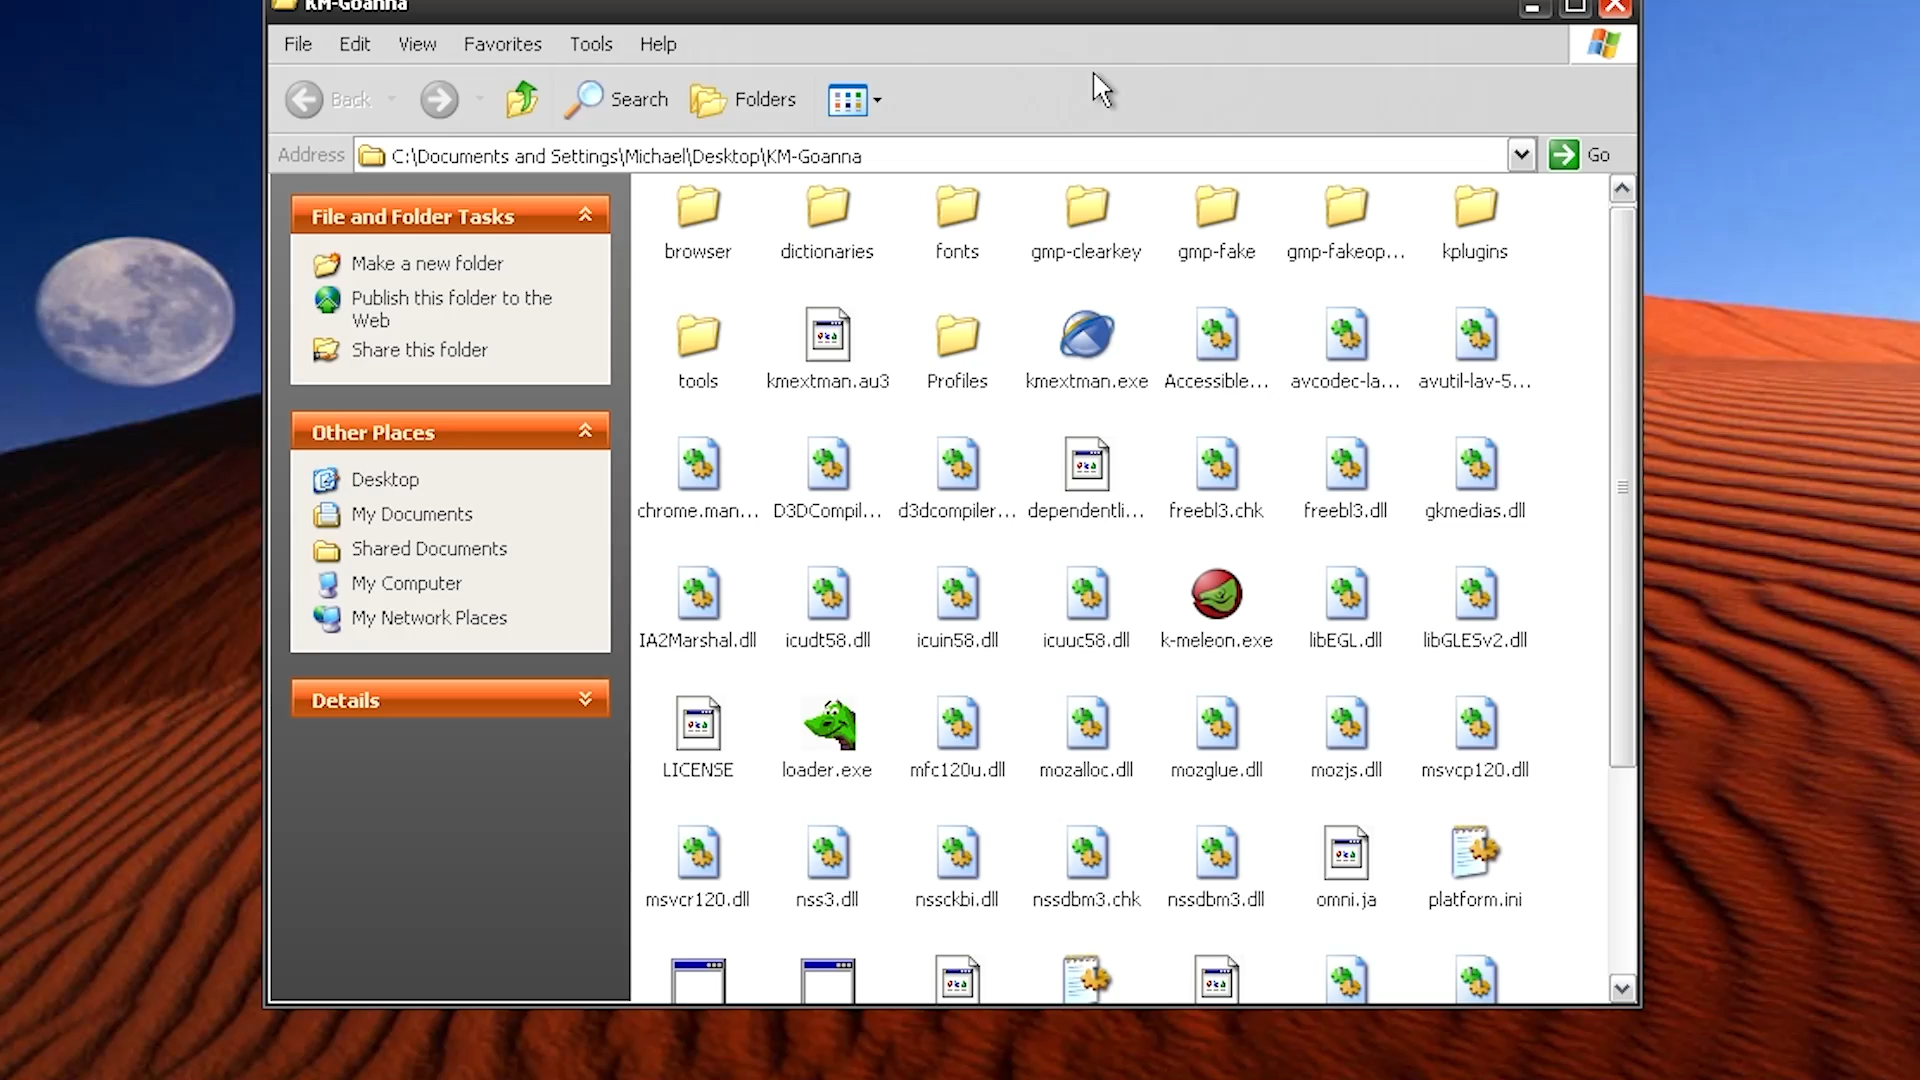 KM-Goanna
File Edit View Favorites Tools Help
Back Search Folders
Address C:\Documents and Settings\Michael\Desktop\KM-Goanna Go
File and Folder Tasks
Make a new folder
Publish this folder to the
Web
Share this folder
Other Places
Desktop
My Documents
Shared Documents
My Computer
My Network Places
Details
browser dictionaries fonts gmp-clearkey gmp-fake gmp-fakeop... kplugins
tools kmextman.au3 Profiles kmextman.exe Accessible... avcodec-la... avutil-lav-5...
chrome.man... D3DCompil... d3dcompiler... dependentli... freebl3.chk freebl3.dll gkmedias.dll
IA2Marshal.dll icudt58.dll icuin58.dll icuuc58.dll k-meleon.exe libEGL.dll libGLESv2.dll
LICENSE loader.exe mfc120u.dll mozalloc.dll mozglue.dll mozjs.dll msvcp120.dll
msvcr120.dll nss3.dll nssckbi.dll nssdbm3.chk nssdbm3.dll omni.ja platform.ini